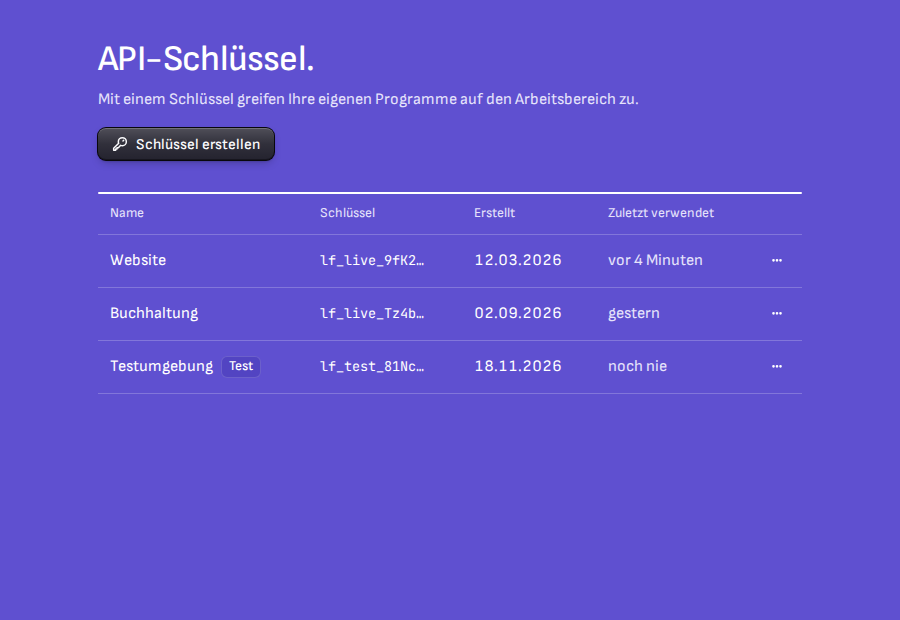 API-Schlüssel.
Mit einem Schlüssel greifen Ihre eigenen Programme auf den Arbeitsbereich zu.
Schlüssel erstellen
Name Schlüssel Erstellt Zuletzt verwendet
Website lf_live_9fK2… 12.03.2026 vor 4 Minuten
Buchhaltung lf_live_Tz4b… 02.09.2026 gestern
Testumgebung Test lf_test_81Nc… 18.11.2026 noch nie